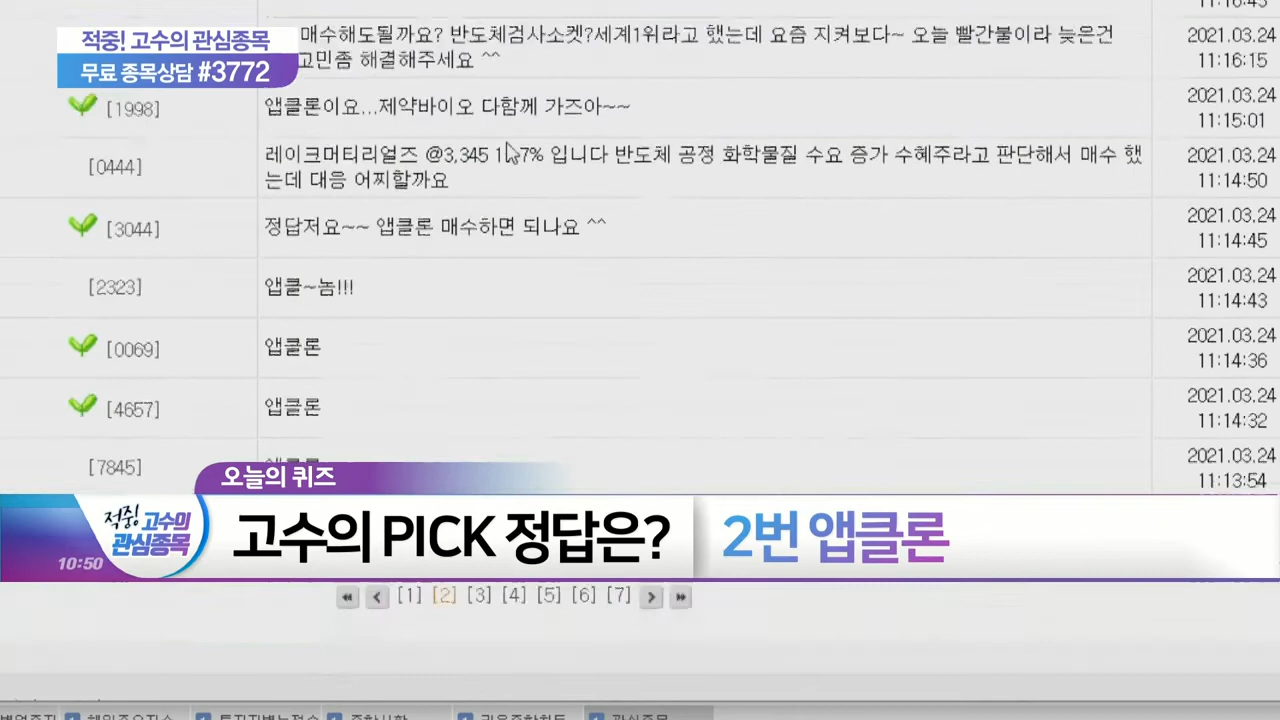 11:16:43
적중! 고수의 관심종목
무료 종목상담 #3772
매수해도될까요? 반도체검사소켓?세계1위라고 했는데 요즘 지켜보다~ 오늘 빨간불이라 늦은건
고민좀 해결해주세요 ^^
2021.03.24
11:16:15
[1998]
앱클론이요...제약바이오 다함께 가즈아~~
2021.03.24
11:15:01
[0444]
레이크머티리얼즈 @3,345 1 7% 입니다 반도체 공정 화학물질 수요 증가 수혜주라고 판단해서 매수 했
는데 대응 어찌할까요
2021.03.24
11:14:50
[3044]
정답저요~~ 앱클론 매수하면 되나요 ^^
2021.03.24
11:14:45
[2323]
앱클~놈!!!
2021.03.24
11:14:43
[0069]
앱클론
2021.03.24
11:14:36
[4657]
앱클론
2021.03.24
11:14:32
[7845]
2021.03.24
11:13:54
오늘의 퀴즈
적중! 고수의
관심종목
10:50
고수의 PICK 정답은?
2번 앱클론
[1] [2] [3] [4] [5] [6] [7]
관심종목